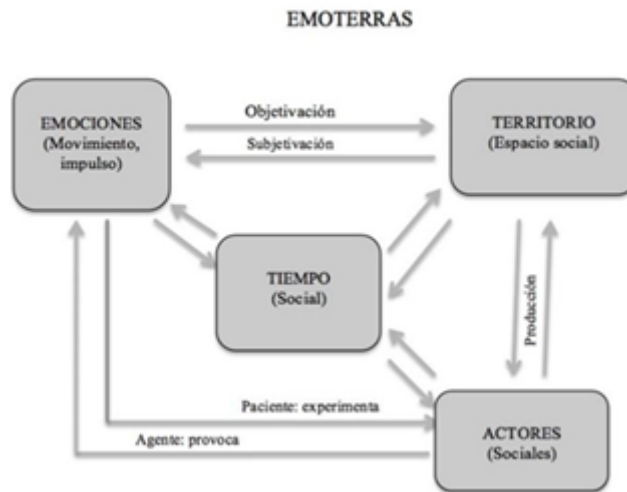 EMOTERRAS
EMOCIONES
(Movimiento,
impulso)
Objetivación
Subjetivación
TERRITORIO
(Espacio social)
TIEMPO
(Social)
Producción
Paciente: experimenta
Agente: provoca
ACTORES
(Sociales)